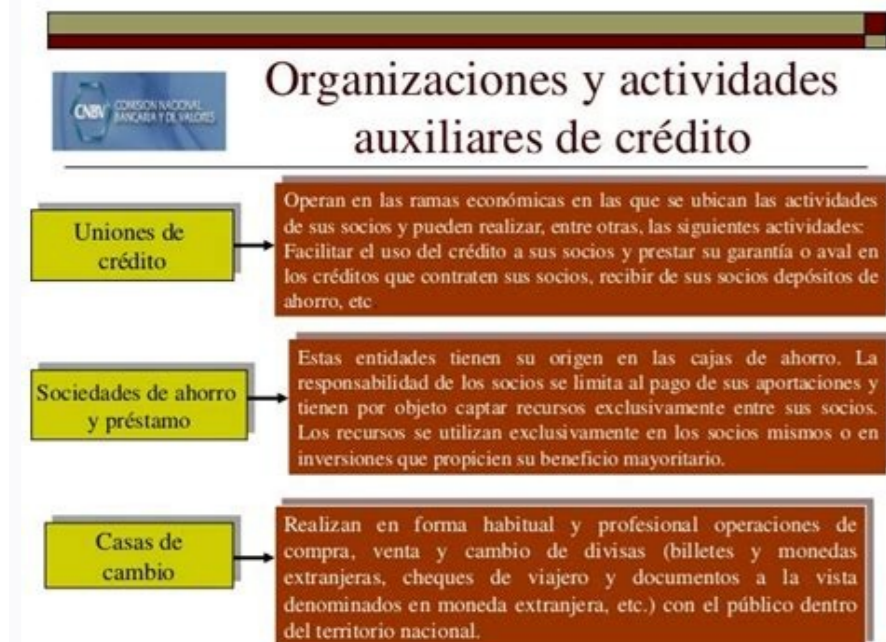 CNBV COMISION NACIONAL
BANCARIA Y DE VALORES
Organizaciones y actividades
auxiliares de crédito
Uniones de
crédito
Operan en las ramas económicas en las que se ubican las actividades
de sus socios y pueden realizar, entre otras, las siguientes actividades:
Facilitar el uso del crédito a sus socios y prestar su garantía o aval en
los créditos que contraten sus socios, recibir de sus socios depósitos de
ahorro, etc
Sociedades de ahorro
y préstamo
Estas entidades tienen su origen en las cajas de ahorro. La
responsabilidad de los socios se limita al pago de sus aportaciones y
tienen por objeto captar recursos exclusivamente entre sus socios.
Los recursos se utilizan exclusivamente en los socios mismos o en
inversiones que propicien su beneficio mayoritario.
Casas de
cambio
Realizan en forma habitual y profesional operaciones de
compra, venta y cambio de divisas (billetes y monedas
extranjeras, cheques de viajero y documentos a la vista
denominados en moneda extranjera, etc.) con el público dentro
del territorio nacional.